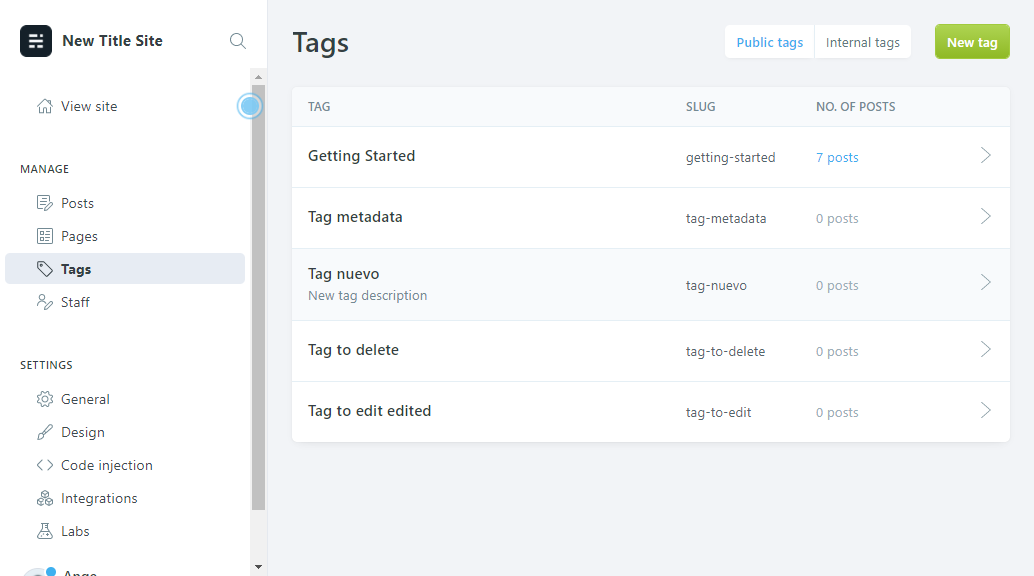 New Title Site
View site
MANAGE
Posts
Pages
Tags
Staff
SETTINGS
General
Design
Code injection
Integrations
Labs
Tags
Public tags
Internal tags
New tag
TAG SLUG NO. OF POSTS
Getting Started getting-started 7 posts
Tag metadata tag-metadata 0 posts
Tag nuevo
New tag description
tag-nuevo 0 posts
Tag to delete tag-to-delete 0 posts
Tag to edit edited tag-to-edit 0 posts